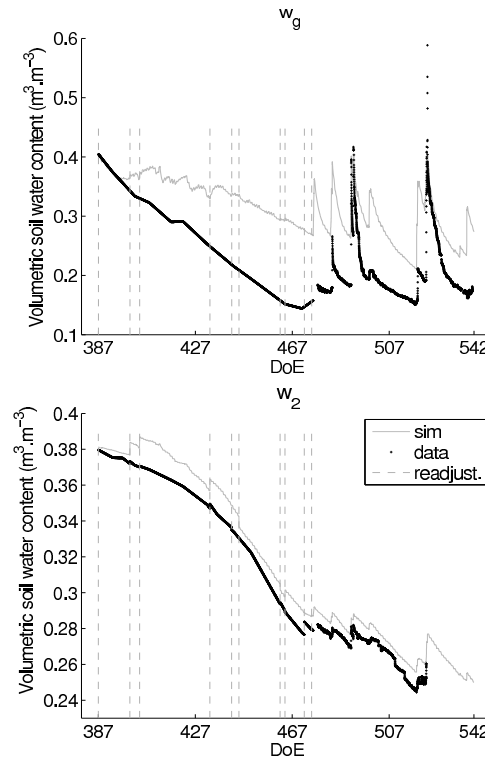 w_g
Volumetric soil water content (m³.m⁻³)
0.6
0.5
0.4
0.3
0.2
0.1
387
427
467
507
542
DoE
w_2
Volumetric soil water content (m³.m⁻³)
0.4
0.38
0.36
0.34
0.32
0.3
0.28
0.26
0.24
sim
data
readjust.
387
427
467
507
542
DoE